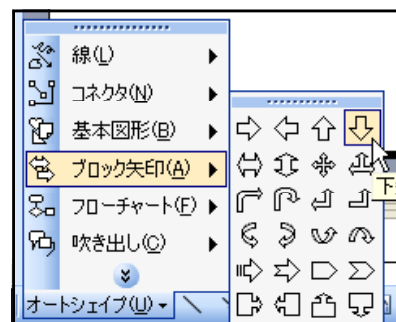 線(L)
コネクタ(N)
基本図形(B)
ブロック矢印(A)
フローチャート(F)
吹き出し(C)
オートシェイプ(U)
下